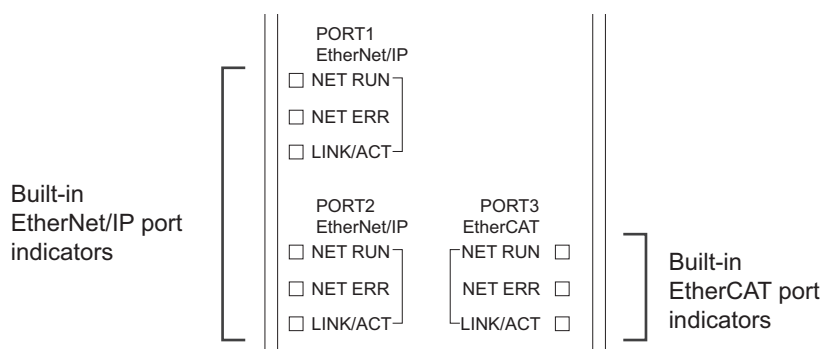 PORT1
EtherNet/IP
NET RUN
NET ERR
LINK/ACT
Built-in
EtherNet/IP port
indicators
PORT2
EtherNet/IP
NET RUN
NET ERR
LINK/ACT
PORT3
EtherCAT
NET RUN
NET ERR
LINK/ACT
Built-in
EtherCAT port
indicators